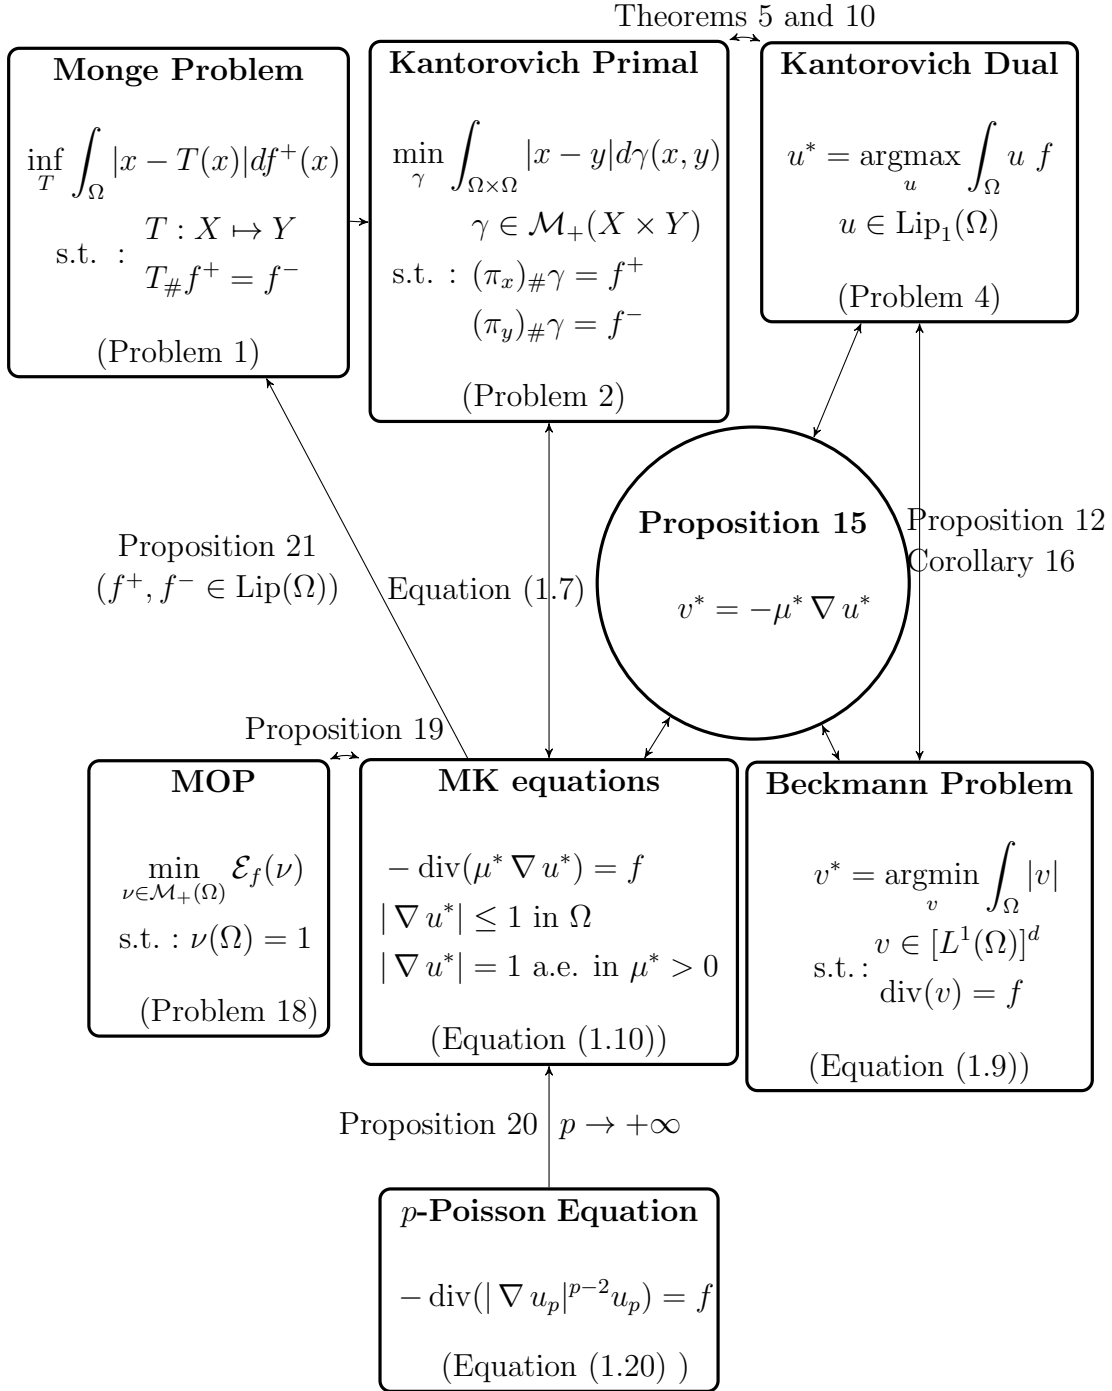 Theorems 5 and 10
Monge Problem
inf_T ∫_Ω |x − T(x)|df⁺(x)
s.t. : T : X ↦ Y
T_# f⁺ = f⁻
(Problem 1)
Kantorovich Primal
min_γ ∫_{Ω×Ω} |x − y|dγ(x, y)
γ ∈ ℳ₊(X × Y)
s.t. : (π_x)_# γ = f⁺
(π_y)_# γ = f⁻
(Problem 2)
Kantorovich Dual
u* = argmax_u ∫_Ω u f
u ∈ Lip₁(Ω)
(Problem 4)
Proposition 15
v* = −μ* ∇ u*
Proposition 12
Corollary 16
Proposition 21
(f⁺, f⁻ ∈ Lip(Ω))
Equation (1.7)
Proposition 19
MOP
min_{ν∈ℳ₊(Ω)} ℰ_f(ν)
s.t. : ν(Ω) = 1
(Problem 18)
MK equations
− div(μ* ∇ u*) = f
| ∇ u*| ≤ 1 in Ω
| ∇ u*| = 1 a.e. in μ* > 0
(Equation (1.10))
Beckmann Problem
v* = argmin_v ∫_Ω |v|
s.t. : v ∈ [L¹(Ω)]^d
div(v) = f
(Equation (1.9))
Proposition 20 p → +∞
p-Poisson Equation
− div(| ∇ u_p|^{p−2} u_p) = f
(Equation (1.20) )